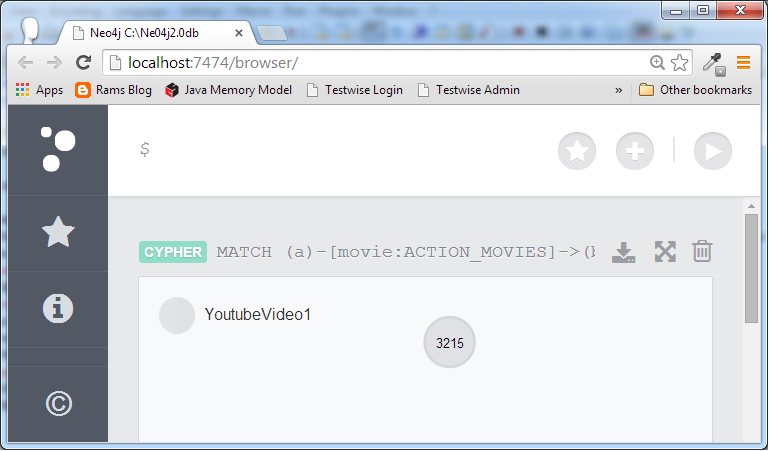 Neo4j C:\Ne04j2.0db
localhost:7474/browser/
Apps Rams Blog Java Memory Model Testwise Login Testwise Admin » Other bookmarks
$
CYPHER MATCH (a)-[movie:ACTION_MOVIES]->(b
YoutubeVideo1
3215